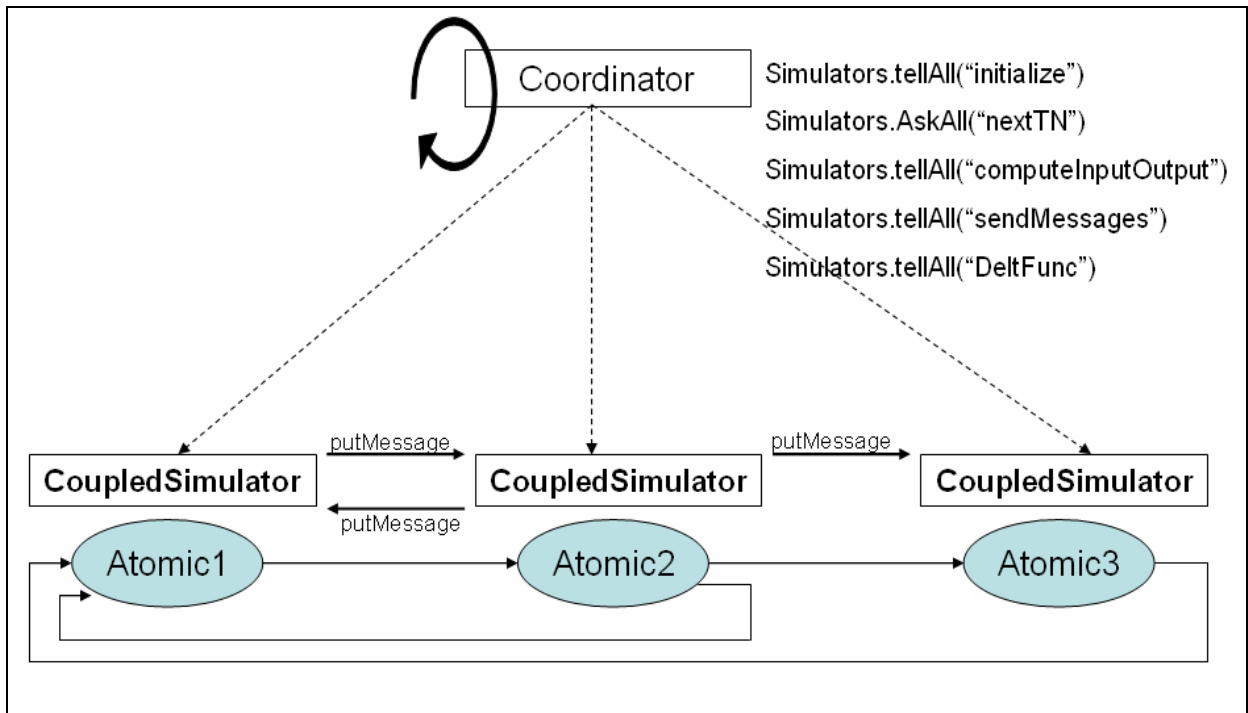 Coordinator
Simulators.tellAll(“initialize”)
Simulators.AskAll(“nextTN”)
Simulators.tellAll(“computeInputOutput”)
Simulators.tellAll(“sendMessages”)
Simulators.tellAll(“DeltFunc”)
putMessage
putMessage
CoupledSimulator
CoupledSimulator
CoupledSimulator
putMessage
Atomic1
Atomic2
Atomic3